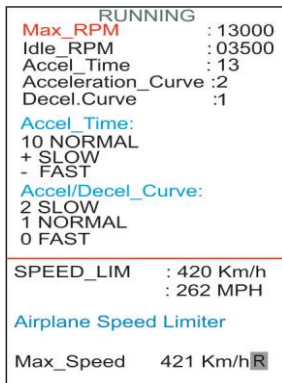 RUNNING
Max_RPM : 13000
Idle_RPM : 03500
Accel_Time : 13
Acceleration_Curve :2
Decel.Curve :1
Accel_Time:
10 NORMAL
+ SLOW
- FAST
Accel/Decel_Curve:
2 SLOW
1 NORMAL
0 FAST
SPEED_LIM : 420 Km/h
: 262 MPH
Airplane Speed Limiter
Max_Speed 421 Km/h R